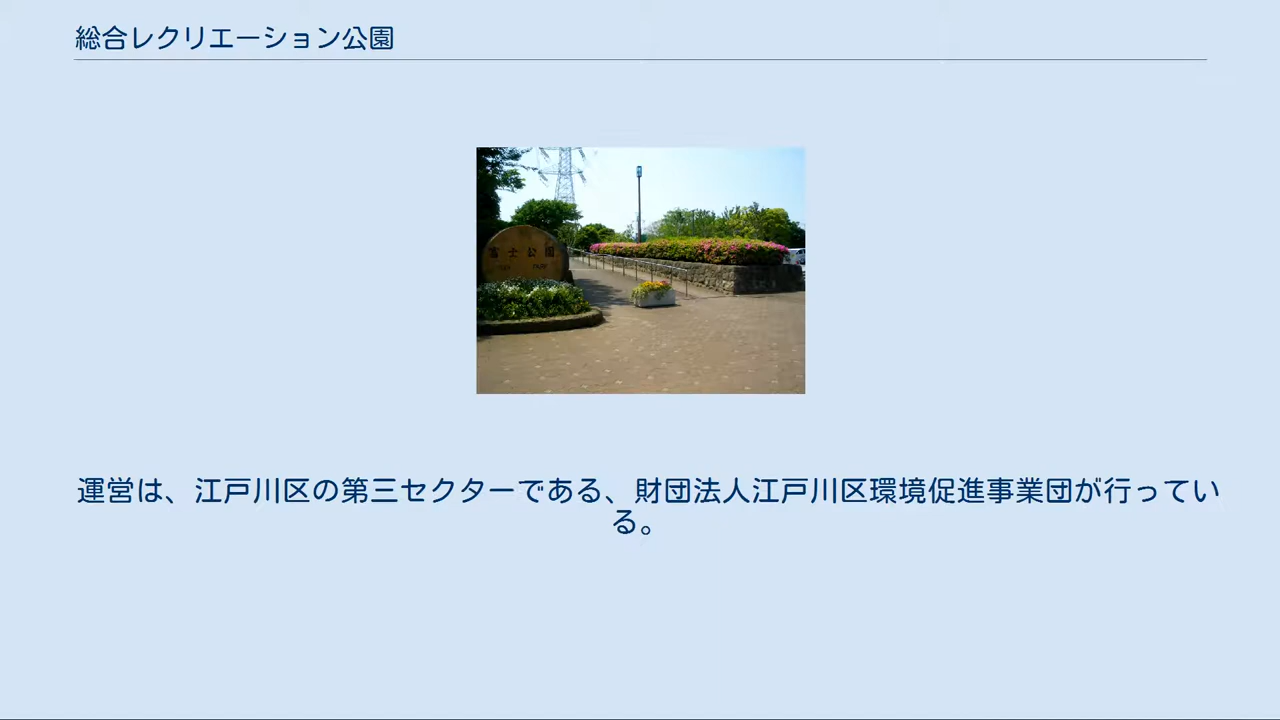 総合レクリエーション公園
富士公園
運営は、江戸川区の第三セクターである、財団法人江戸川区環境促進事業団が行ってい
る。